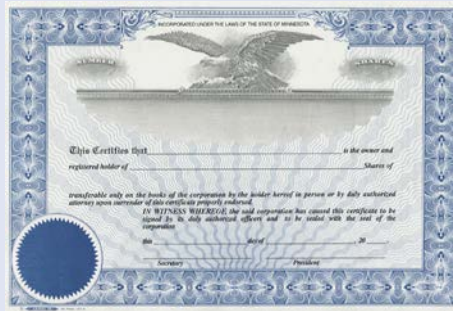 INCORPORATED UNDER THE LAWS OF THE STATE OF MINNESOTA
NUMBER SHARES
This Certifies that is the owner and
registered holder of Shares of
transferable only on the books of the corporation by the holder hereof in person or by duly authorized
attorney upon surrender of this certificate properly endorsed.
IN WITNESS WHEREOF, the said corporation has caused this certificate to be
signed by its duly authorized officers and to be sealed with the seal of the
corporation
this day of 20
Secretary President